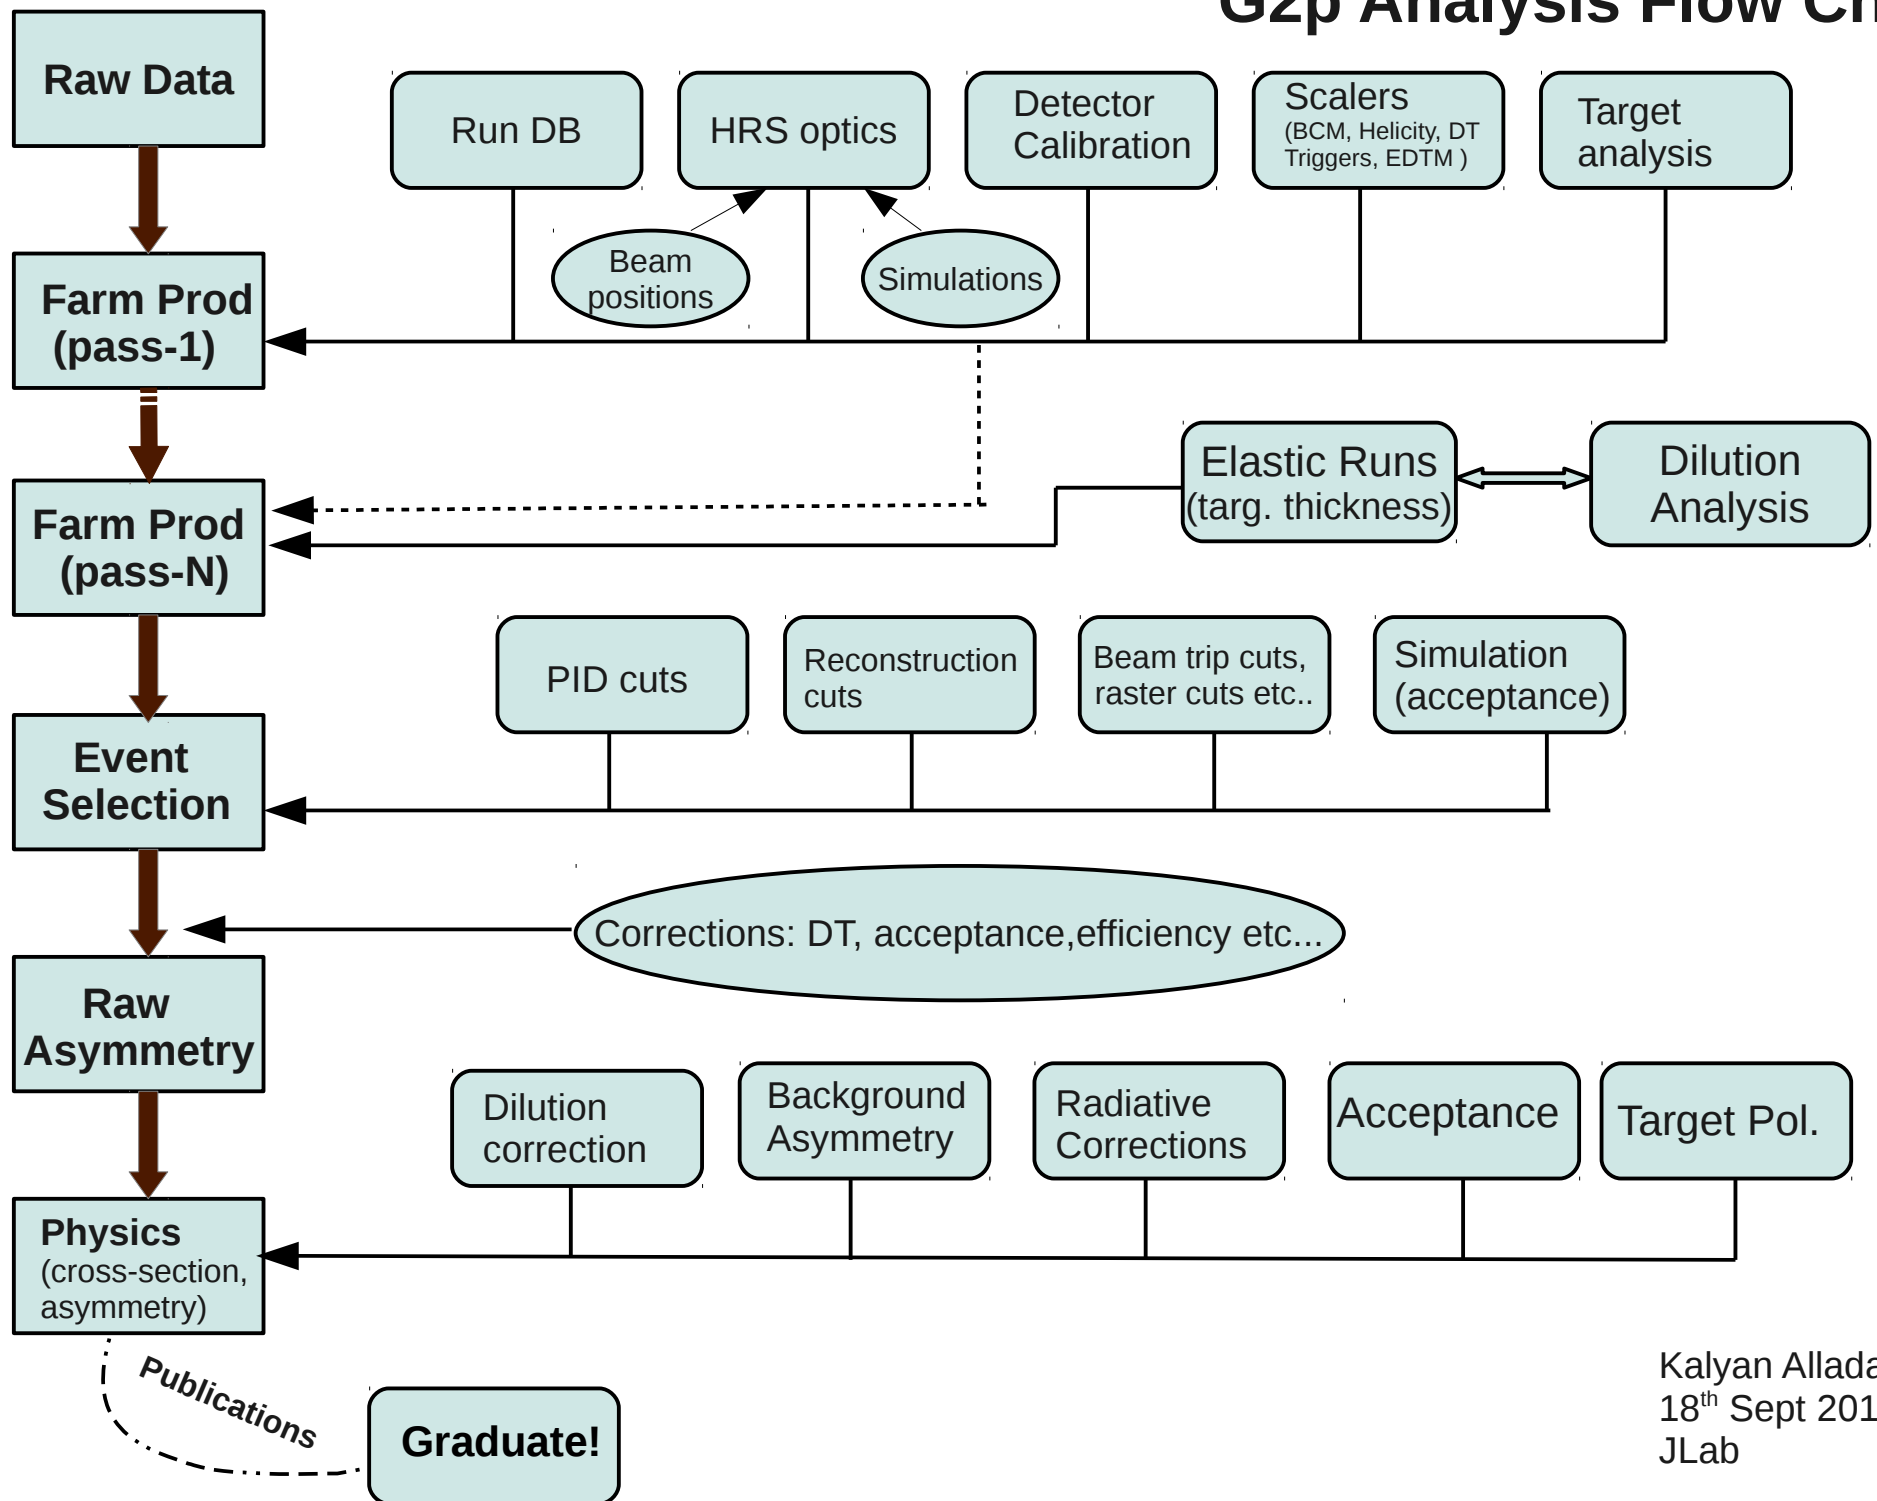 G2p Analysis Flow Ch
Raw Data
Run DB
HRS optics
Detector
Calibration
Scalers
(BCM, Helicity, DT
Triggers, EDTM )
Target
analysis
Beam
positions
Simulations
Farm Prod
(pass-1)
Elastic Runs
(targ. thickness)
Dilution
Analysis
Farm Prod
(pass-N)
PID cuts
Reconstruction
cuts
Beam trip cuts,
raster cuts etc..
Simulation
(acceptance)
Event
Selection
Corrections: DT, acceptance,efficiency etc...
Raw
Asymmetry
Dilution
correction
Background
Asymmetry
Radiative
Corrections
Acceptance
Target Pol.
Physics
(cross-section,
asymmetry)
Publications
Graduate!
Kalyan Allada
18th Sept 201
JLab